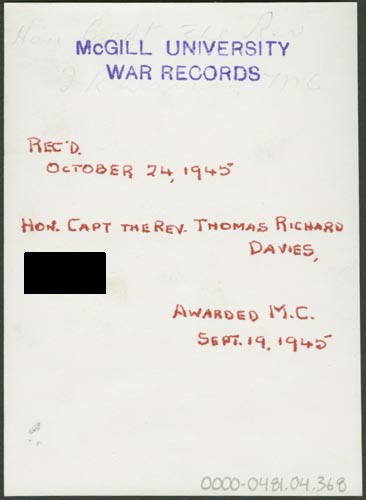 McGILL UNIVERSITY
WAR RECORDS
REC'D.
OCTOBER 24, 1945
HON. CAPT THE REV. THOMAS RICHARD
DAVIES,
AWARDED M.C.
SEPT. 19, 1945
0000-0481.04.368